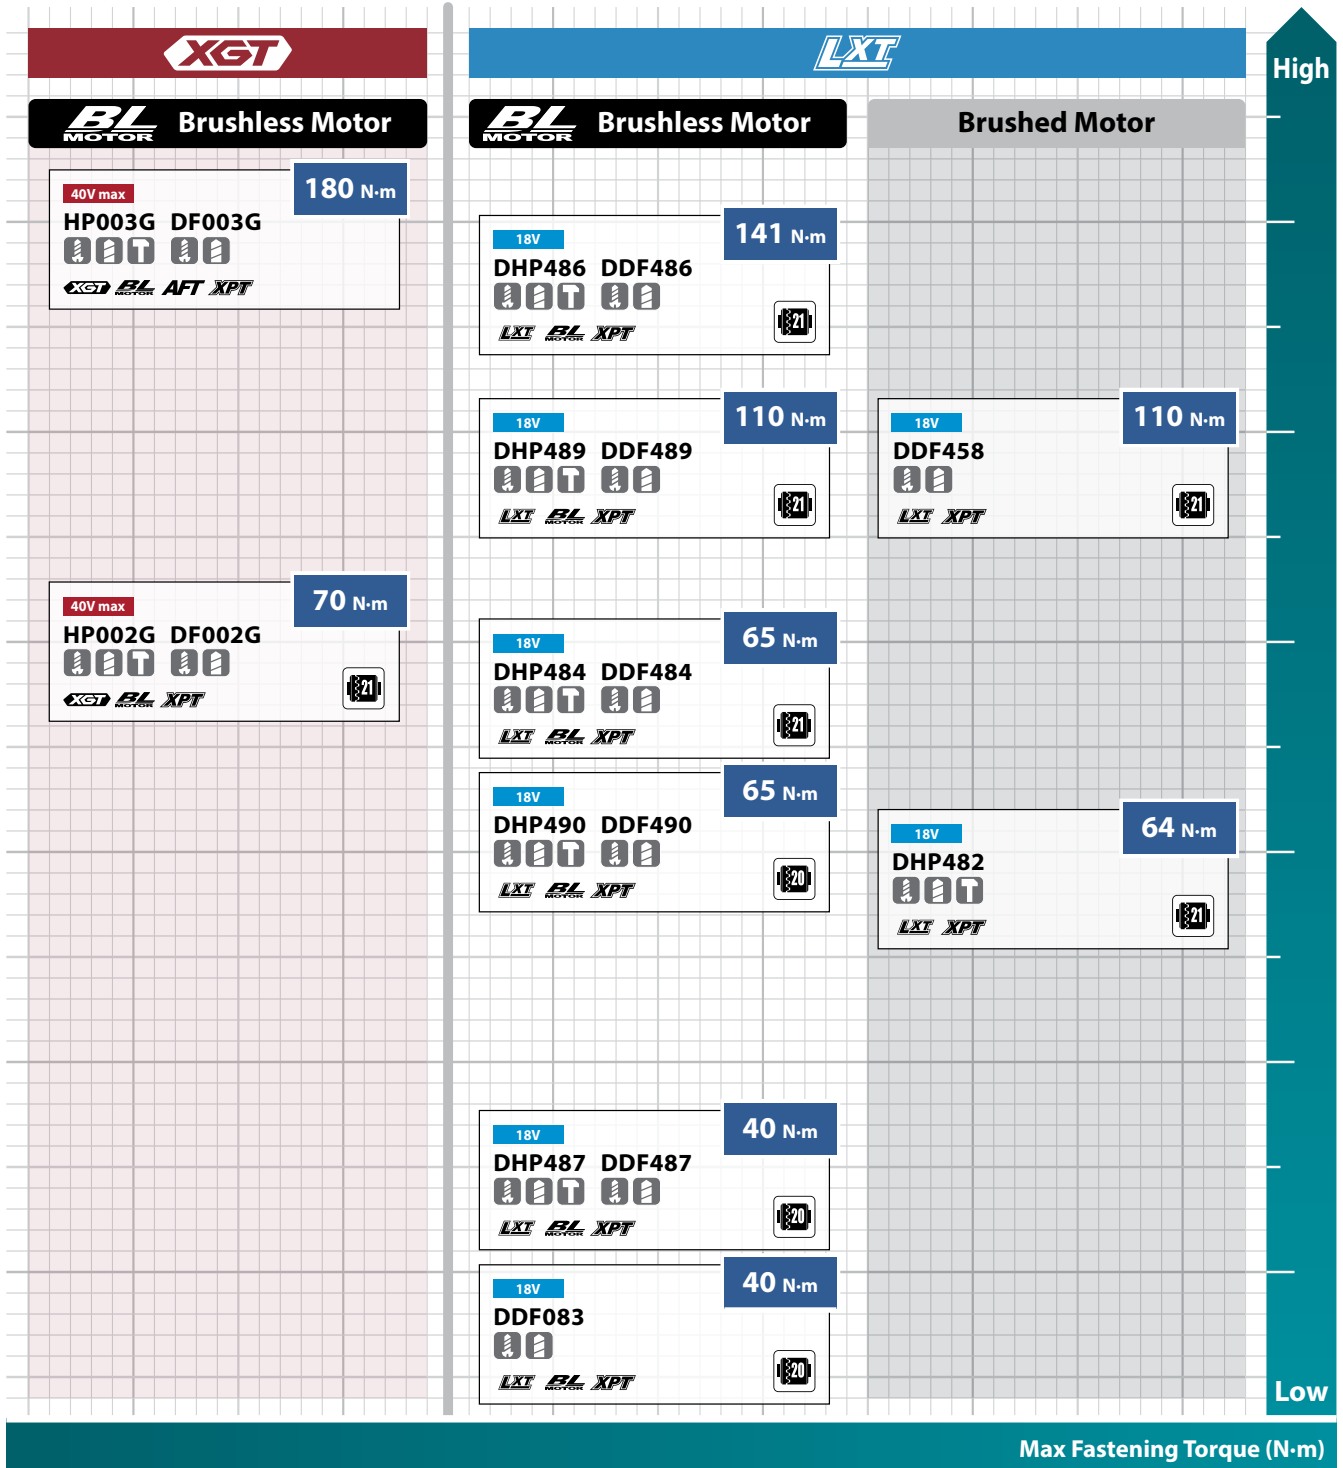 XGT
LXT
High
BL MOTOR Brushless Motor
BL MOTOR Brushless Motor
Brushed Motor
180 N·m
40V max
HP003G DF003G
XGT BL MOTOR AFT XPT
141 N·m
18V
DHP486 DDF486
21
LXT BL MOTOR XPT
110 N·m
18V
DHP489 DDF489
21
LXT BL MOTOR XPT
110 N·m
18V
DDF458
21
LXT XPT
70 N·m
40V max
HP002G DF002G
21
XGT BL MOTOR XPT
65 N·m
18V
DHP484 DDF484
21
LXT BL MOTOR XPT
65 N·m
18V
DHP490 DDF490
20
LXT BL MOTOR XPT
64 N·m
18V
DHP482
21
LXT XPT
40 N·m
18V
DHP487 DDF487
20
LXT BL MOTOR XPT
40 N·m
18V
DDF083
20
LXT BL MOTOR XPT
Low
Max Fastening Torque (N·m)